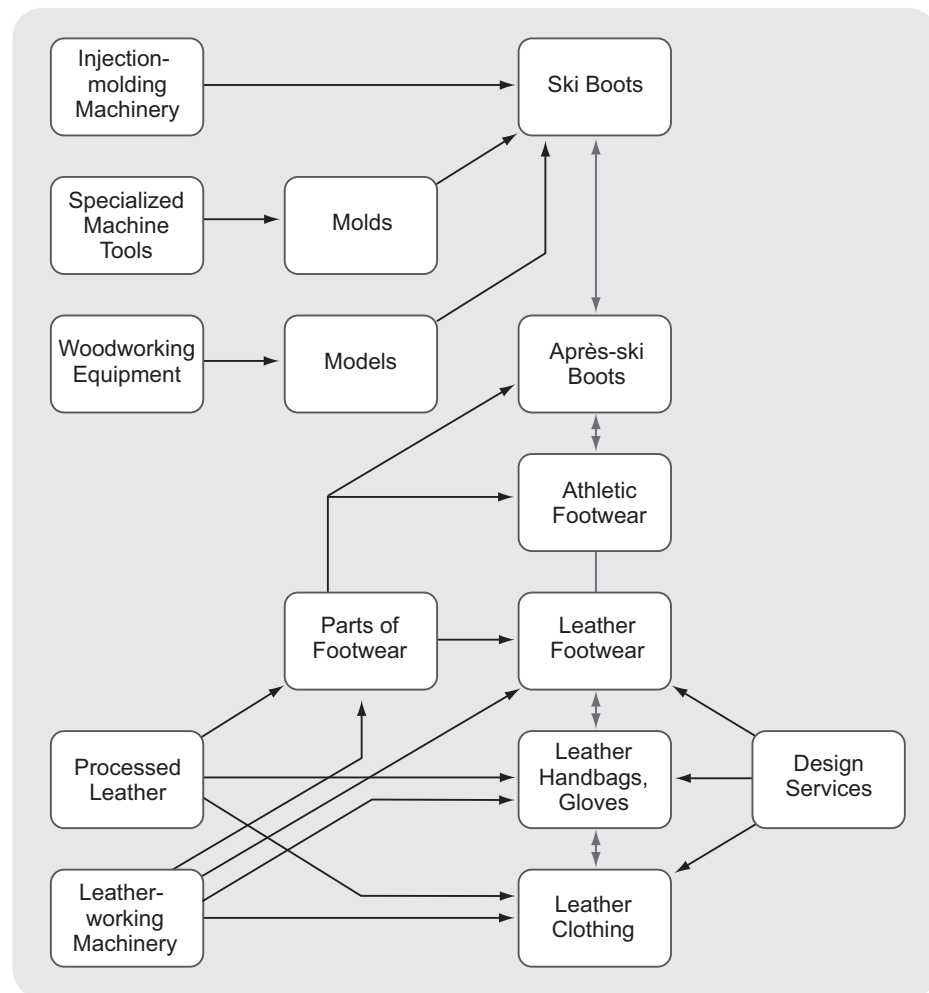 Injection-
molding
Machinery
Ski Boots
Specialized
Machine
Tools
Molds
Woodworking
Equipment
Models
Après-ski
Boots
Athletic
Footwear
Parts of
Footwear
Leather
Footwear
Processed
Leather
Leather
Handbags,
Gloves
Design
Services
Leather-
working
Machinery
Leather
Clothing